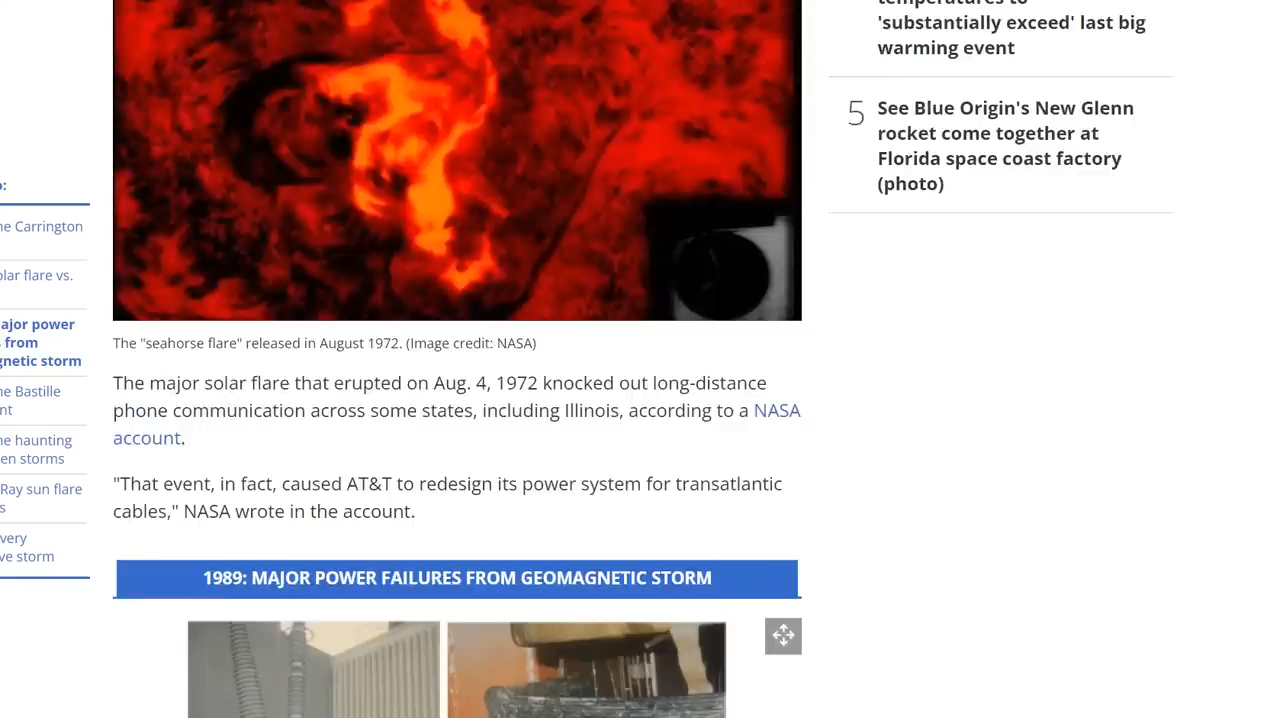 temperatures to
'substantially exceed' last big
warming event
5
See Blue Origin's New Glenn
rocket come together at
Florida space coast factory
(photo)
o:
ne Carrington
olar flare vs.
ajor power
s from
gnetic storm
ne Bastille
nt
ne haunting
en storms
Ray sun flare
s
very
ve storm
The "seahorse flare" released in August 1972. (Image credit: NASA)
The major solar flare that erupted on Aug. 4, 1972 knocked out long-distance
phone communication across some states, including Illinois, according to a NASA
account.
"That event, in fact, caused AT&T to redesign its power system for transatlantic
cables," NASA wrote in the account.
1989: MAJOR POWER FAILURES FROM GEOMAGNETIC STORM